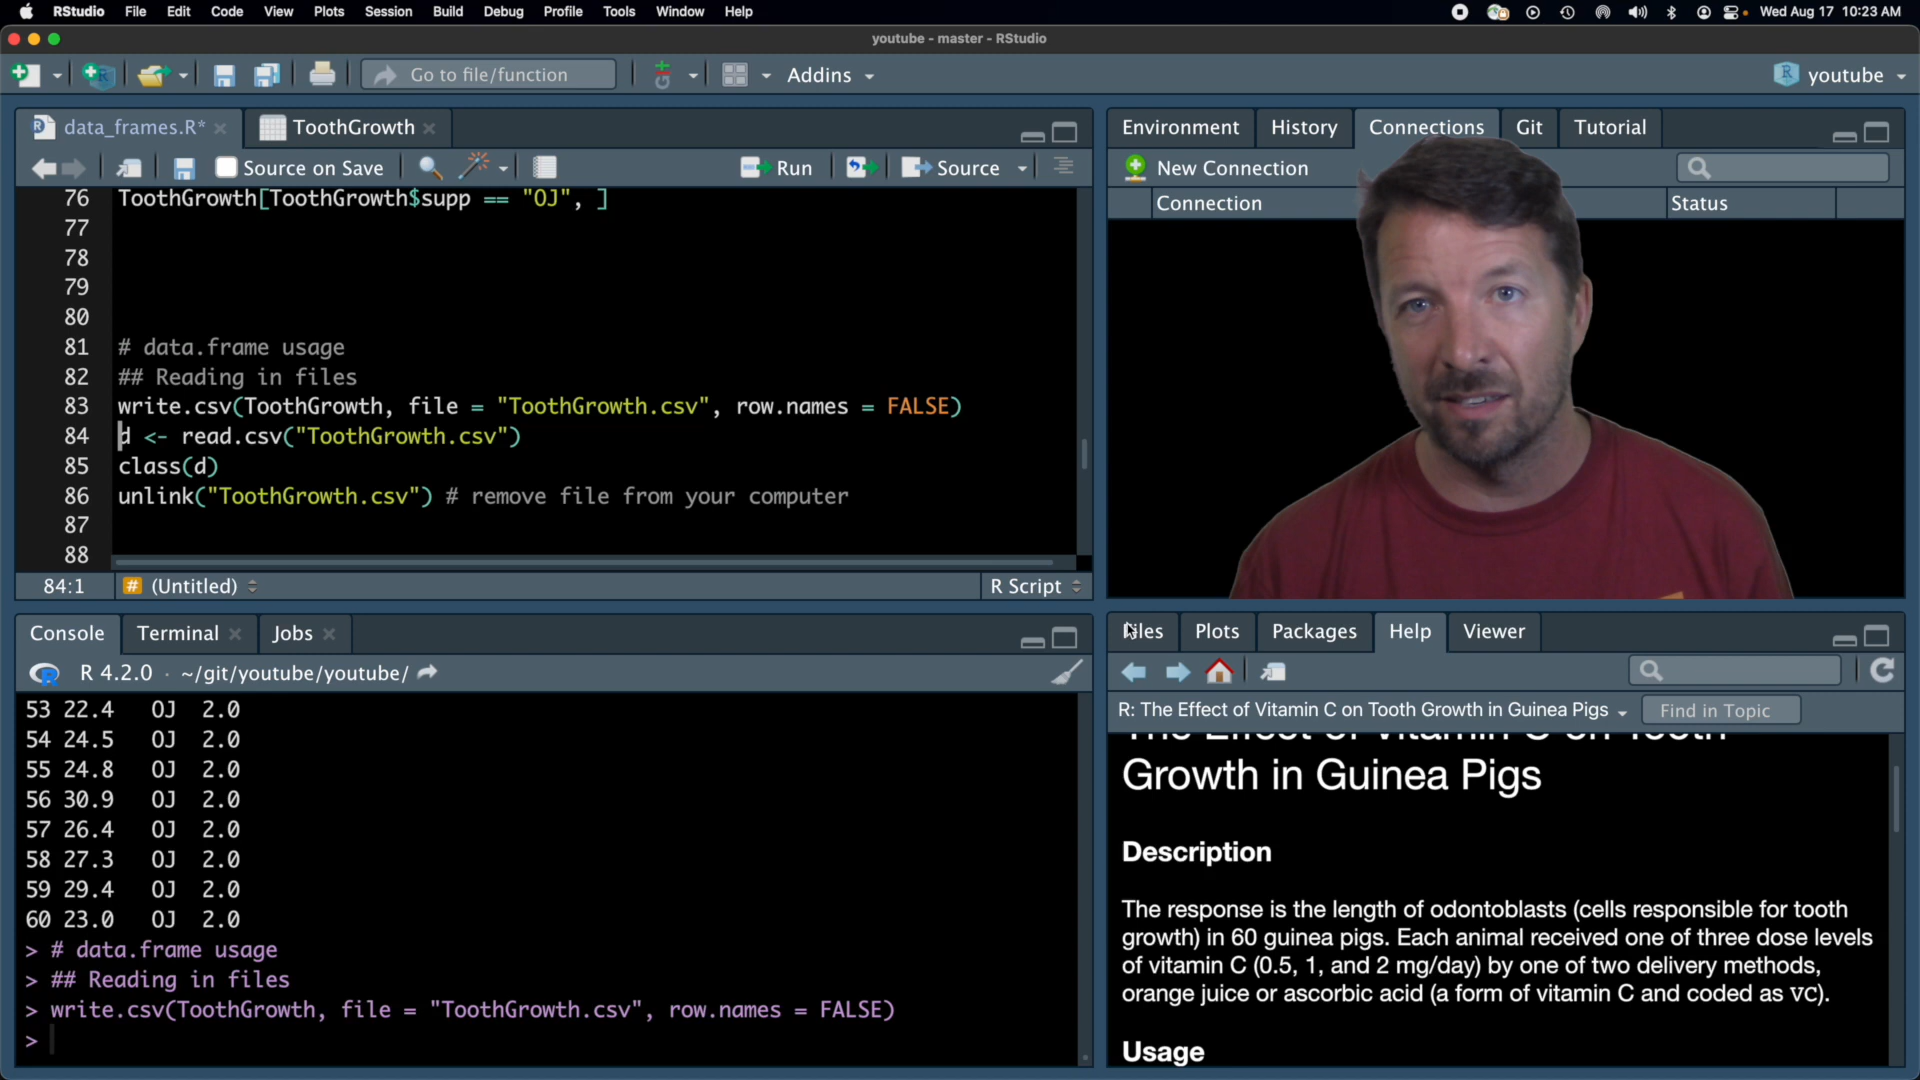 RStudio File Edit Code View Plots Session Build Debug Profile Tools Window Help Wed Aug 17 10:23 AM
youtube - master - RStudio
Go to file/function Addins youtube
data_frames.R* ToothGrowth
Source on Save Run Source
76 ToothGrowth[ToothGrowth$supp == "OJ", ]
77
78
79
80
81 # data.frame usage
82 ## Reading in files
83 write.csv(ToothGrowth, file = "ToothGrowth.csv", row.names = FALSE)
84 d <- read.csv("ToothGrowth.csv")
85 class(d)
86 unlink("ToothGrowth.csv") # remove file from your computer
87
88
84:1 # (Untitled) R Script
Console Terminal Jobs
R 4.2.0 · ~/git/youtube/youtube/
53 22.4 OJ 2.0
54 24.5 OJ 2.0
55 24.8 OJ 2.0
56 30.9 OJ 2.0
57 26.4 OJ 2.0
58 27.3 OJ 2.0
59 29.4 OJ 2.0
60 23.0 OJ 2.0
> # data.frame usage
> ## Reading in files
> write.csv(ToothGrowth, file = "ToothGrowth.csv", row.names = FALSE)
>
Environment History Connections Git Tutorial
New Connection
Connection Status
Files Plots Packages Help Viewer
R: The Effect of Vitamin C on Tooth Growth in Guinea Pigs Find in Topic
The Effect of Vitamin C on Tooth
Growth in Guinea Pigs
Description
The response is the length of odontoblasts (cells responsible for tooth
growth) in 60 guinea pigs. Each animal received one of three dose levels
of vitamin C (0.5, 1, and 2 mg/day) by one of two delivery methods,
orange juice or ascorbic acid (a form of vitamin C and coded as VC).
Usage